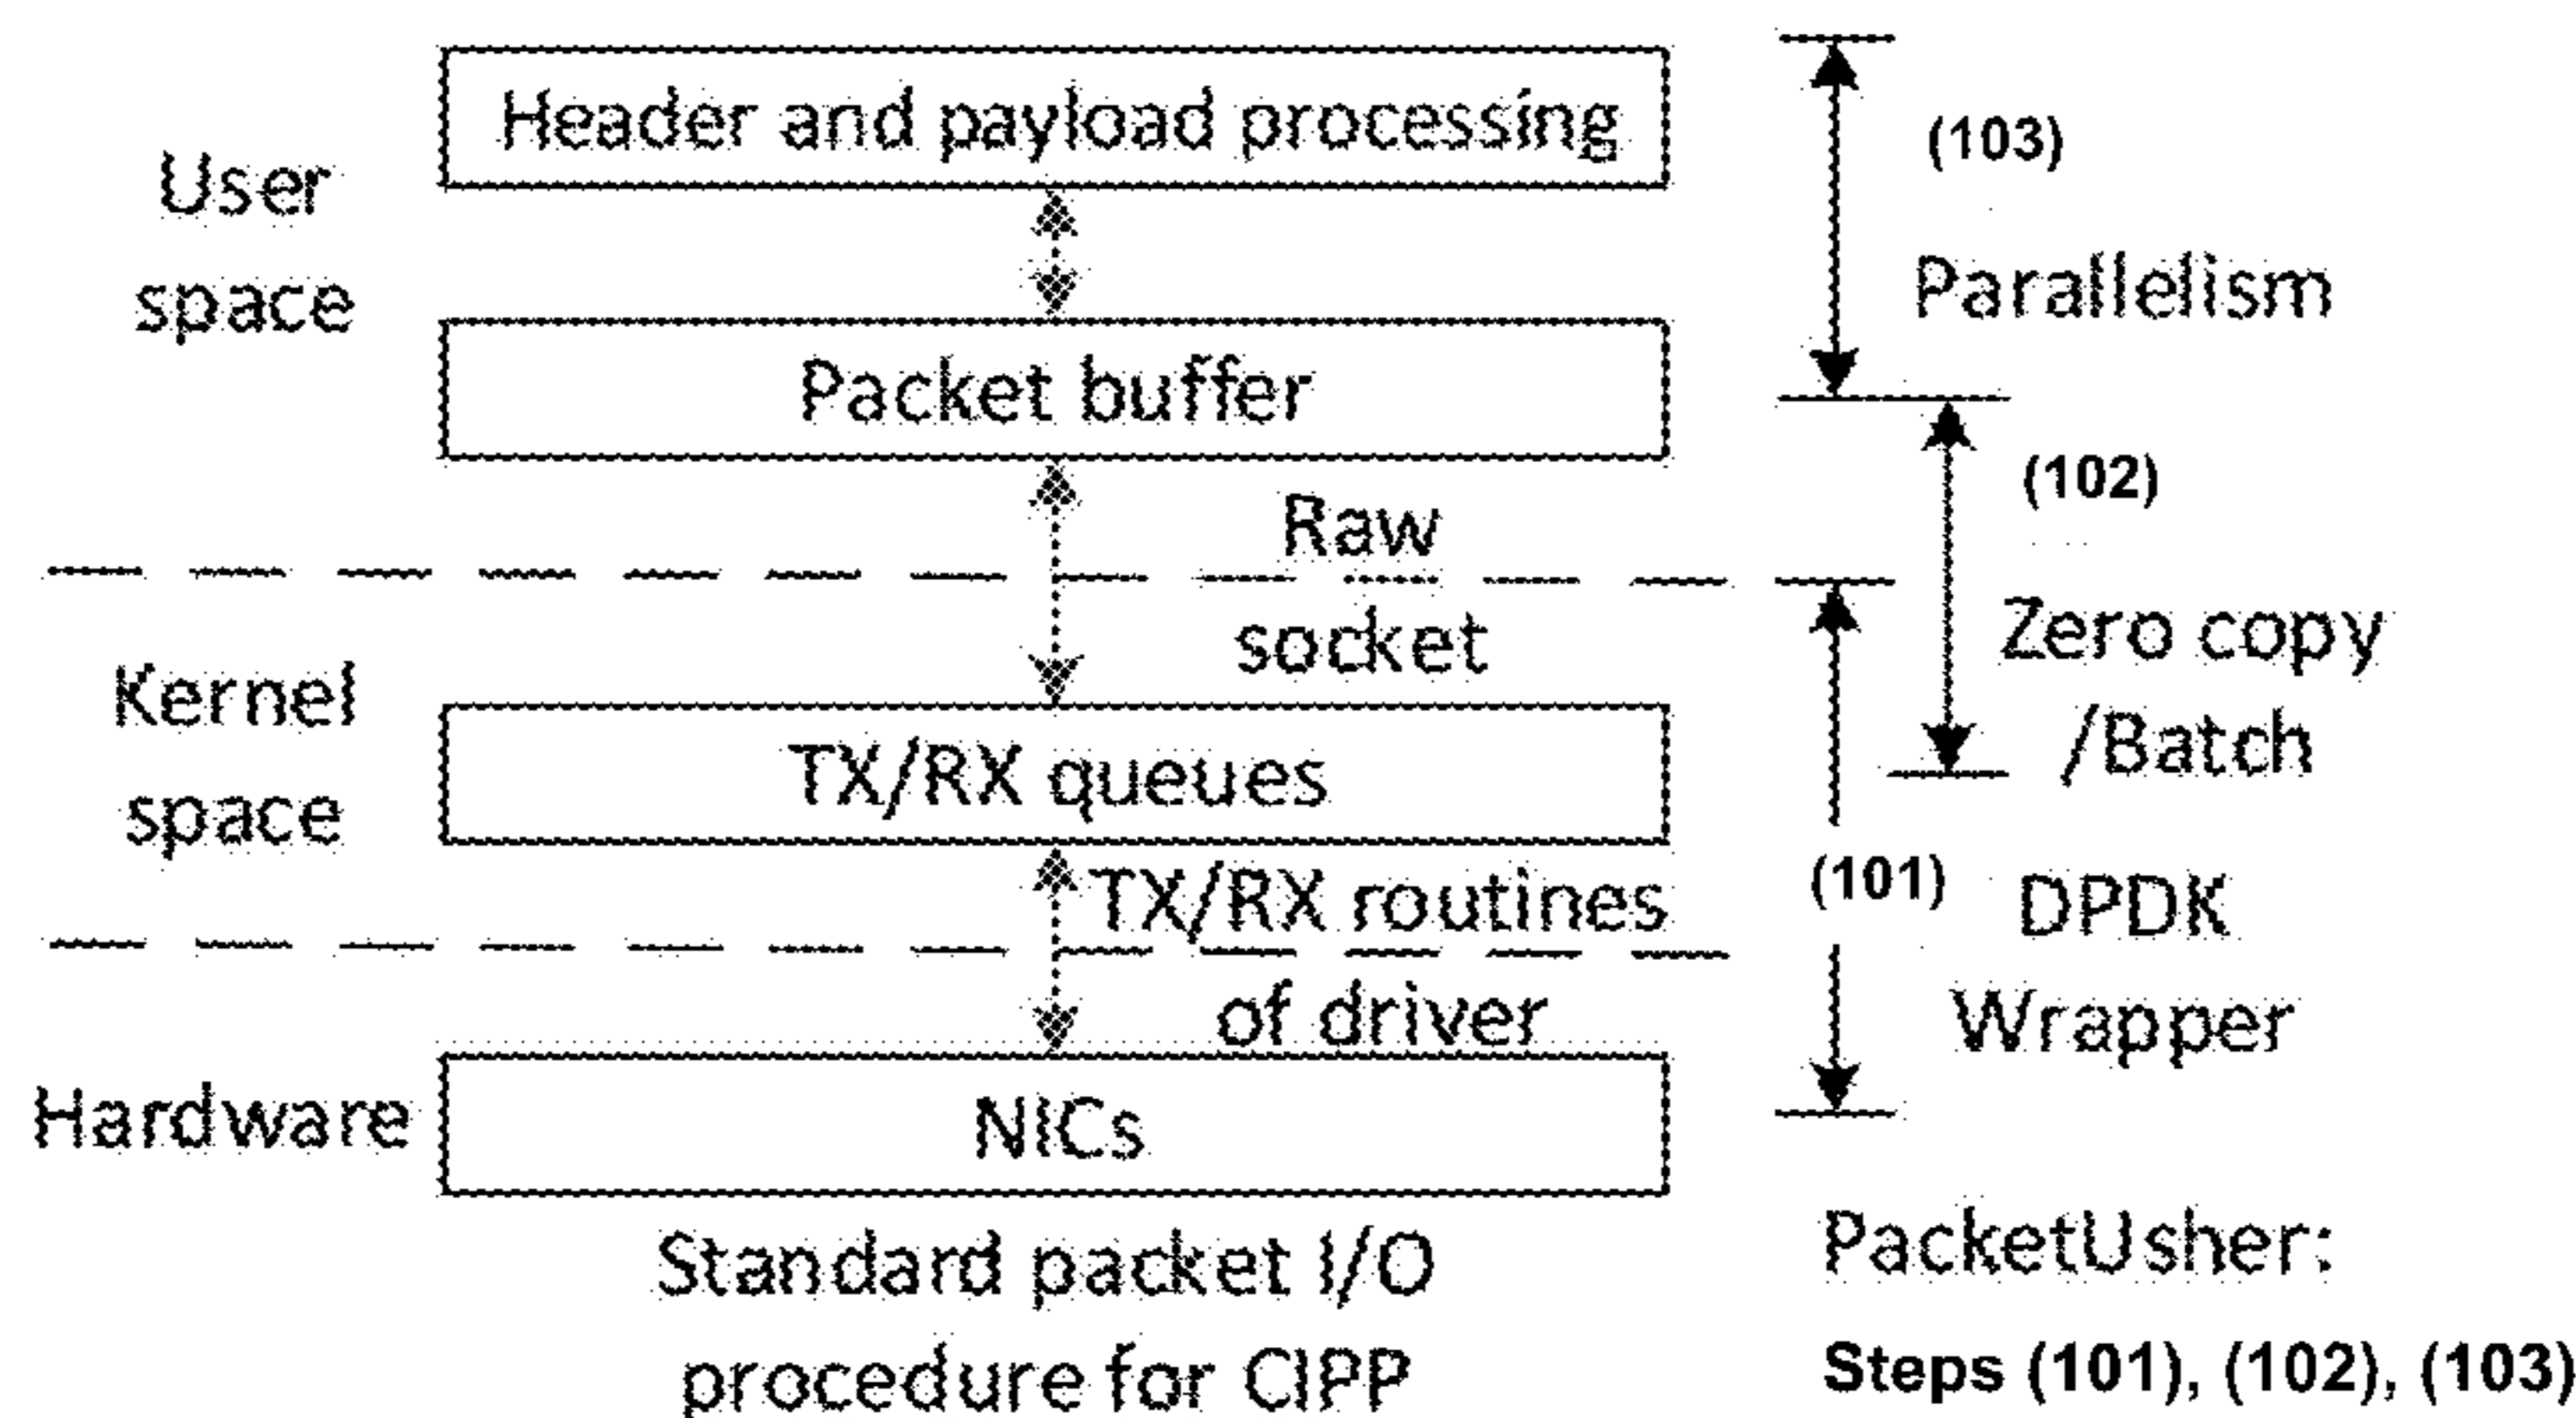 Header and payload processing
User
space
Packet buffer
Raw
socket
Kernel
space
TX/RX queues
TX/RX routines
of driver
Hardware
NICs
Standard packet I/O
procedure for CIPP
(103)
Parallelism
(102)
Zero copy
/Batch
(101)
DPDK
Wrapper
PacketUsher:
Steps (101), (102), (103)